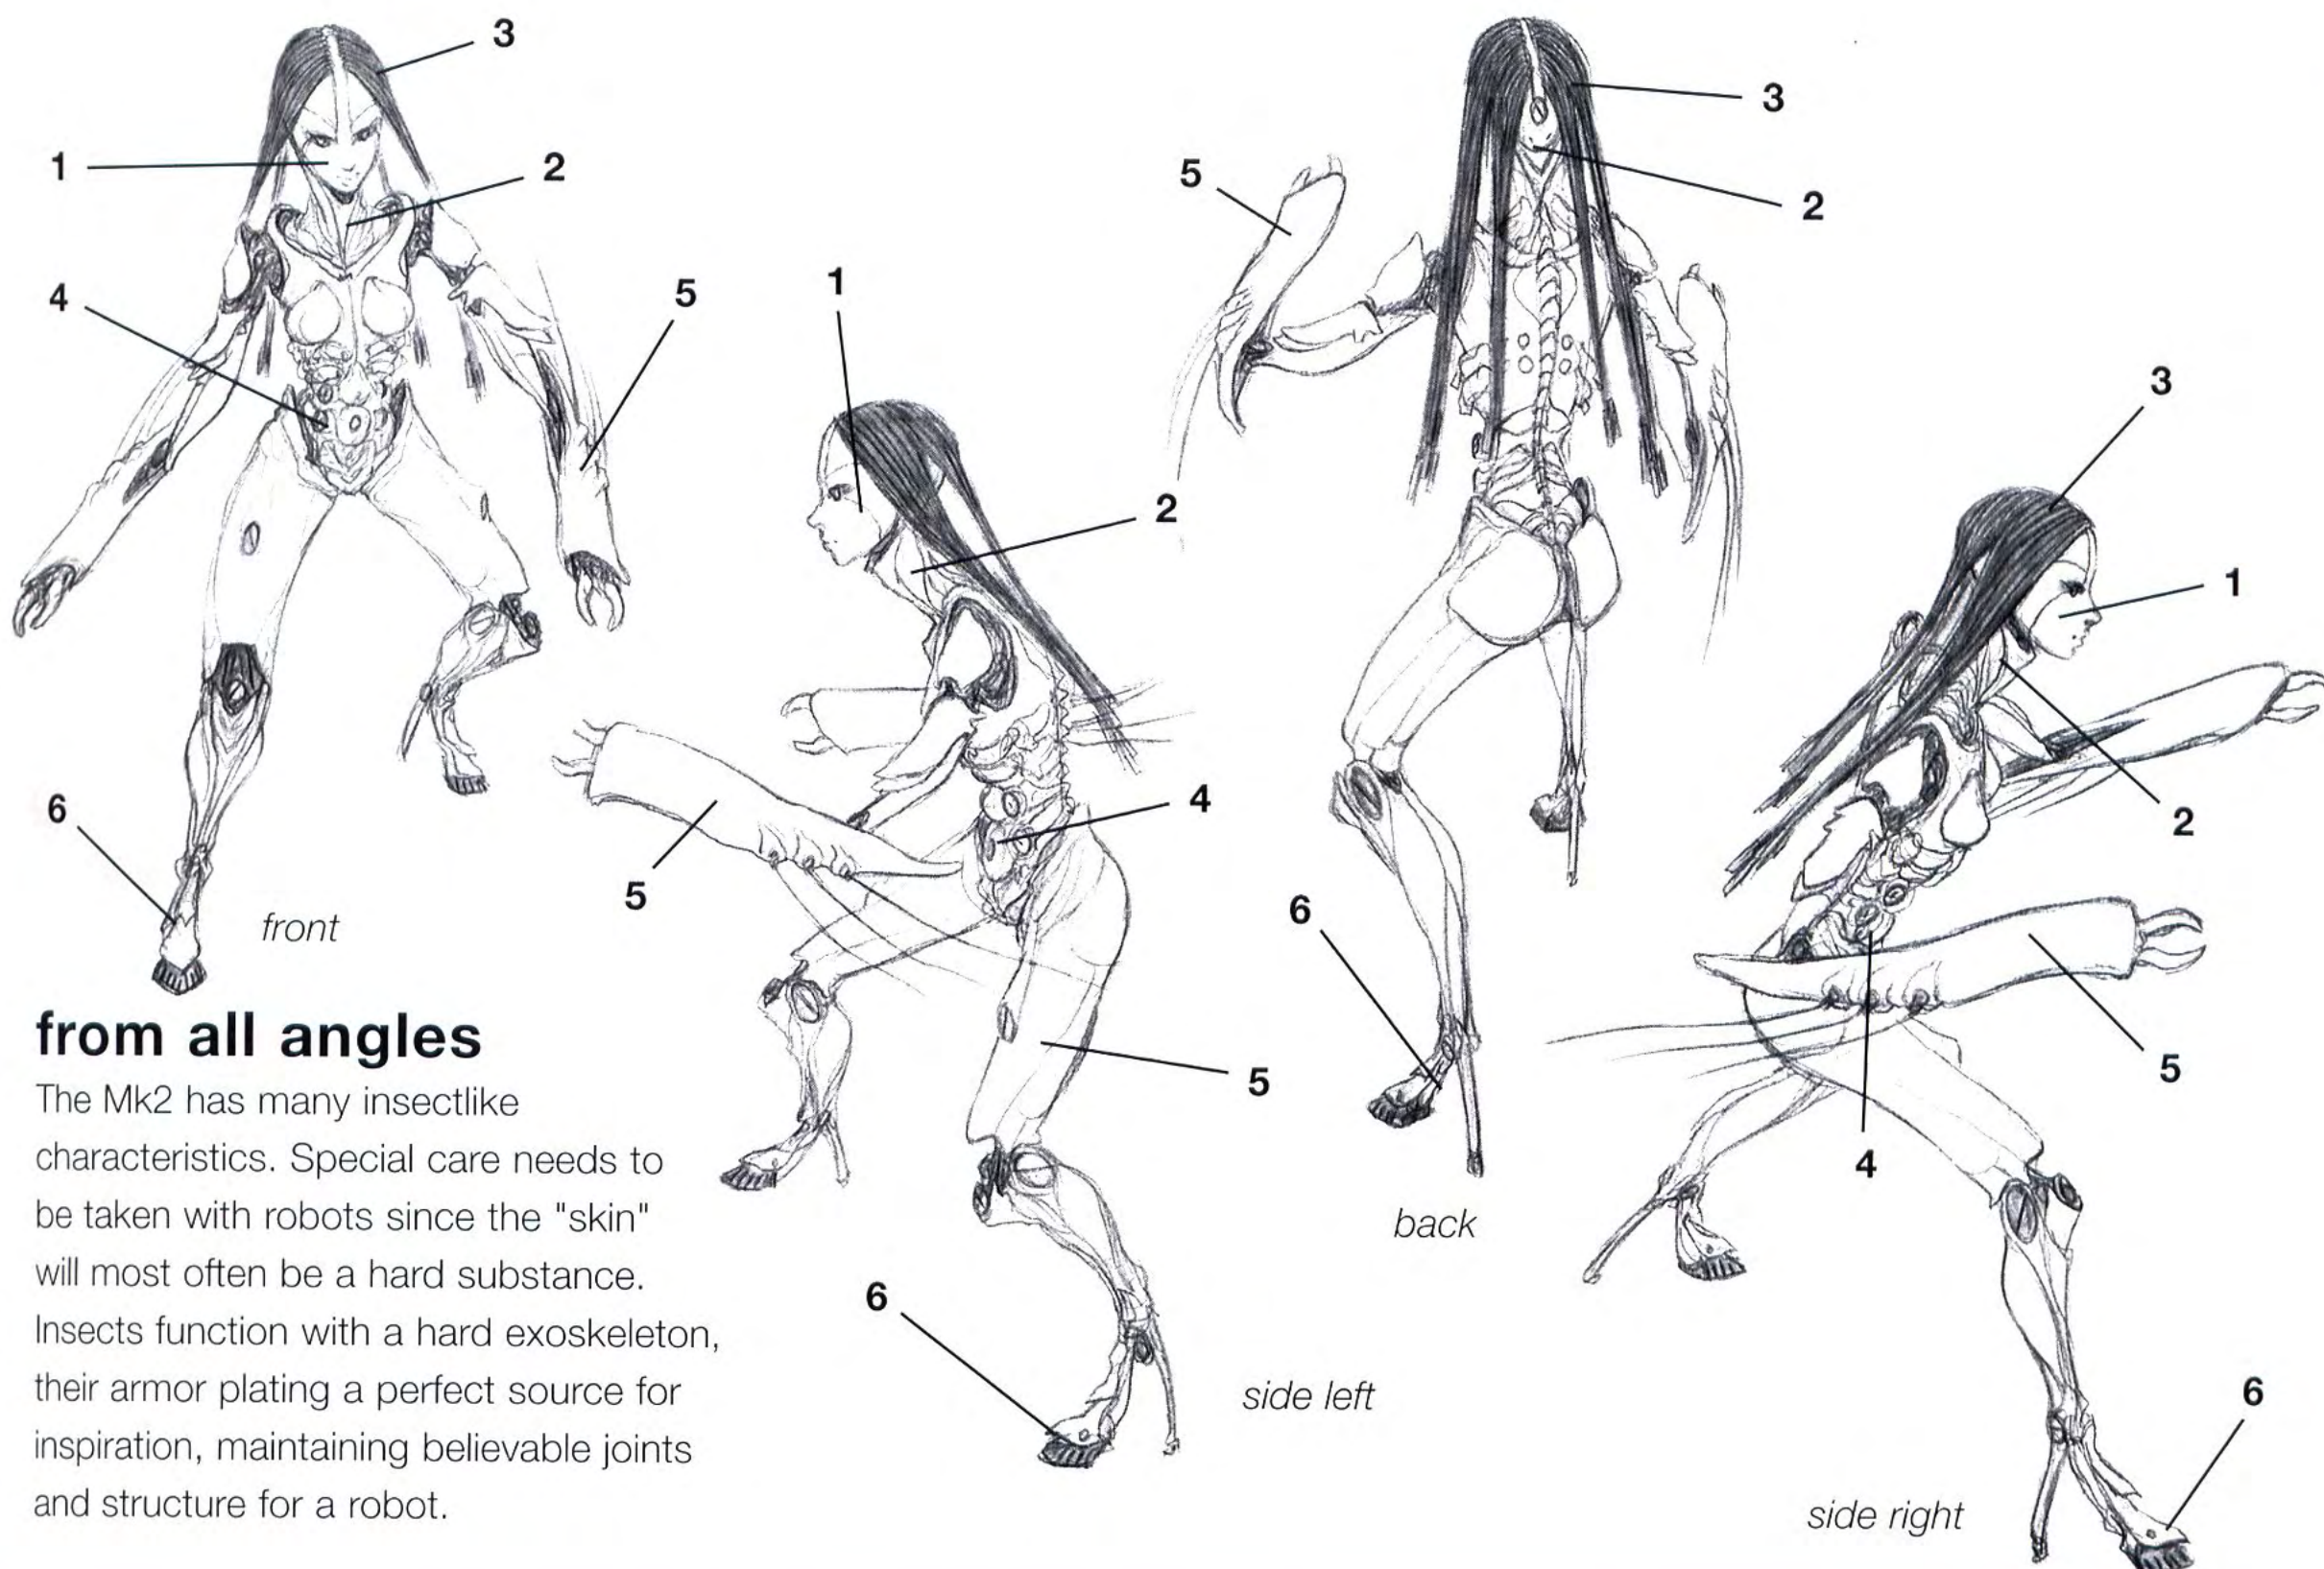 3
1
2
4
5
6
front
1
2
4
5
5
6
side left
3
5
2
6
back
3
1
2
5
4
6
side right
from all angles
The Mk2 has many insectlike
characteristics. Special care needs to
be taken with robots since the "skin"
will most often be a hard substance.
Insects function with a hard exoskeleton,
their armor plating a perfect source for
inspiration, maintaining believable joints
and structure for a robot.